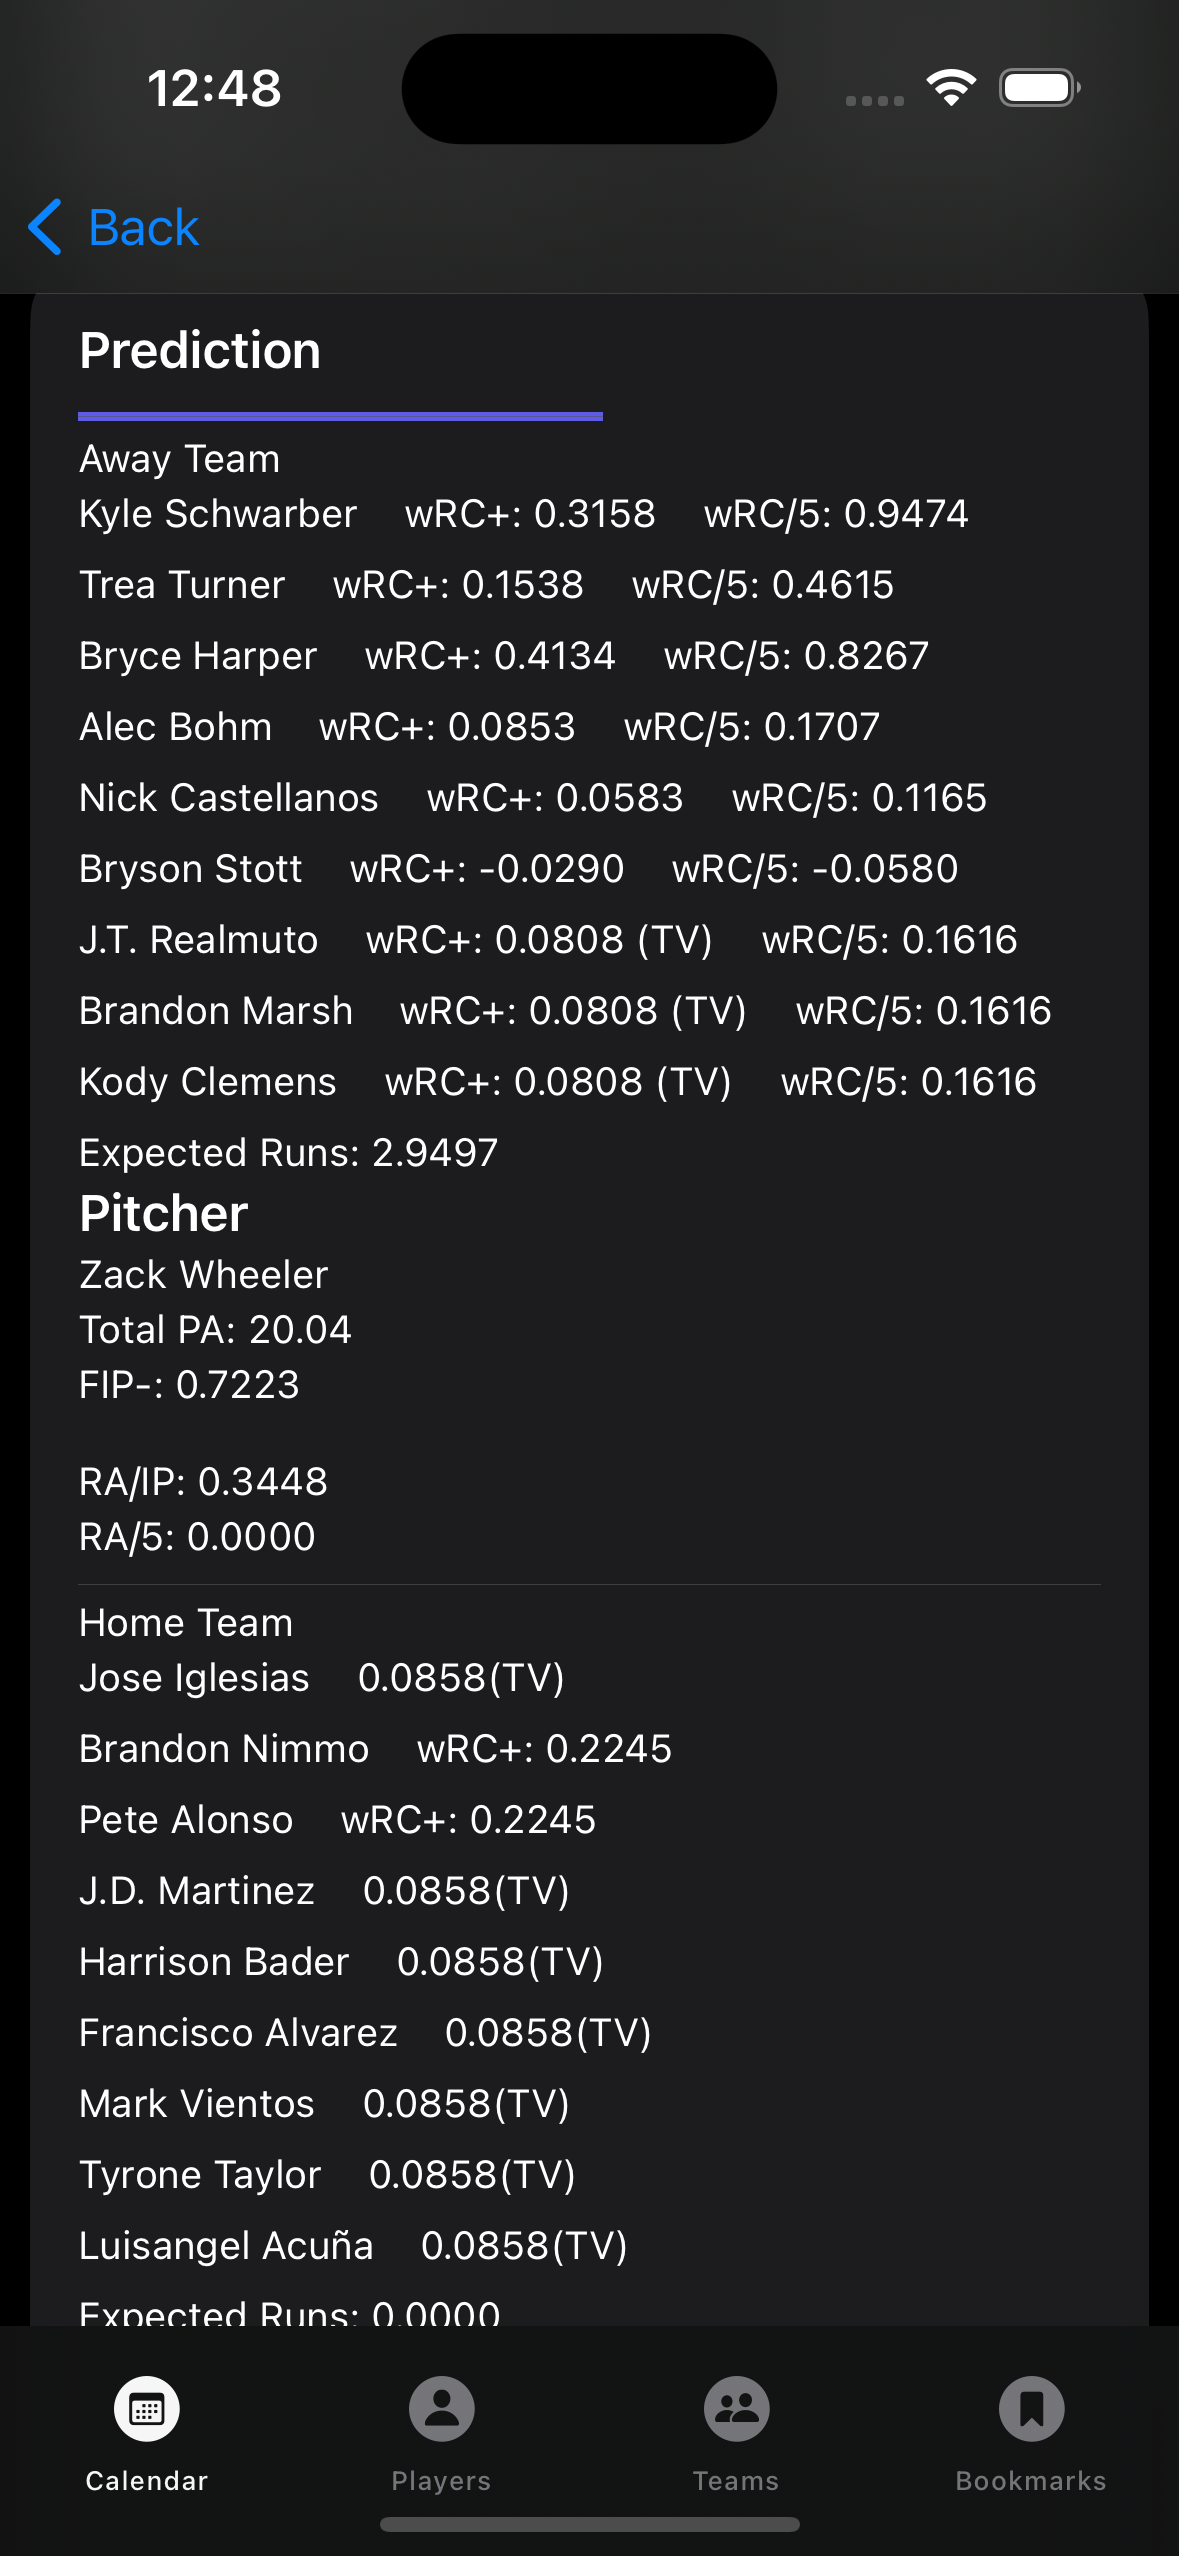 12:48
Back
Prediction
Away Team
Kyle Schwarber wRC+: 0.3158 wRC/5: 0.9474
Trea Turner wRC+: 0.1538 wRC/5: 0.4615
Bryce Harper wRC+: 0.4134 wRC/5: 0.8267
Alec Bohm wRC+: 0.0853 wRC/5: 0.1707
Nick Castellanos wRC+: 0.0583 wRC/5: 0.1165
Bryson Stott wRC+: -0.0290 wRC/5: -0.0580
J.T. Realmuto wRC+: 0.0808 (TV) wRC/5: 0.1616
Brandon Marsh wRC+: 0.0808 (TV) wRC/5: 0.1616
Kody Clemens wRC+: 0.0808 (TV) wRC/5: 0.1616
Expected Runs: 2.9497
Pitcher
Zack Wheeler
Total PA: 20.04
FIP-: 0.7223
RA/IP: 0.3448
RA/5: 0.0000
Home Team
Jose Iglesias 0.0858(TV)
Brandon Nimmo wRC+: 0.2245
Pete Alonso wRC+: 0.2245
J.D. Martinez 0.0858(TV)
Harrison Bader 0.0858(TV)
Francisco Alvarez 0.0858(TV)
Mark Vientos 0.0858(TV)
Tyrone Taylor 0.0858(TV)
Luisangel Acuña 0.0858(TV)
Expected Runs: 0.0000
Calendar Players Teams Bookmarks